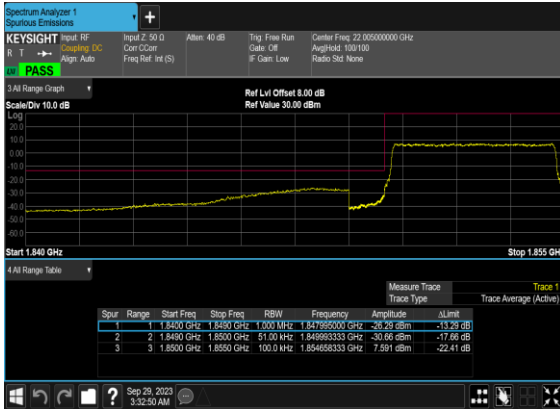 Spectrum Analyzer 1
Spurious Emissions
+
KEYSIGHT Input: RF Input Z: 50 Ω Atten: 40 dB Trig: Free Run Center Freq: 22.005000000 GHz
R T Coupling: DC Corr CCorr Gate: Off Avg|Hold: 100/100
Align: Auto Freq Ref: Int (S) IF Gain: Low Radio Std: None
PASS
3 All Range Graph
Ref Lvl Offset 8.00 dB
Scale/Div 10.0 dB Ref Value 30.00 dBm
Log
20.0
10.0
0.00
-10.0
-20.0
-30.0
-40.0
-50.0
-60.0
Start 1.840 GHz Stop 1.855 GH
4 All Range Table
Measure Trace Trace 1
Trace Type Trace Average (Active)
Spur Range Start Freq Stop Freq RBW Frequency Amplitude ΔLimit
1 1 1.8400 GHz 1.8490 GHz 1.000 MHz 1.847995000 GHz -26.29 dBm -13.29 dB
2 2 1.8490 GHz 1.8500 GHz 51.00 kHz 1.849993333 GHz -30.66 dBm -17.66 dB
3 3 1.8500 GHz 1.8550 GHz 100.0 kHz 1.854658333 GHz 7.591 dBm -22.41 dB
? Sep 29, 2023
3:32:50 AM